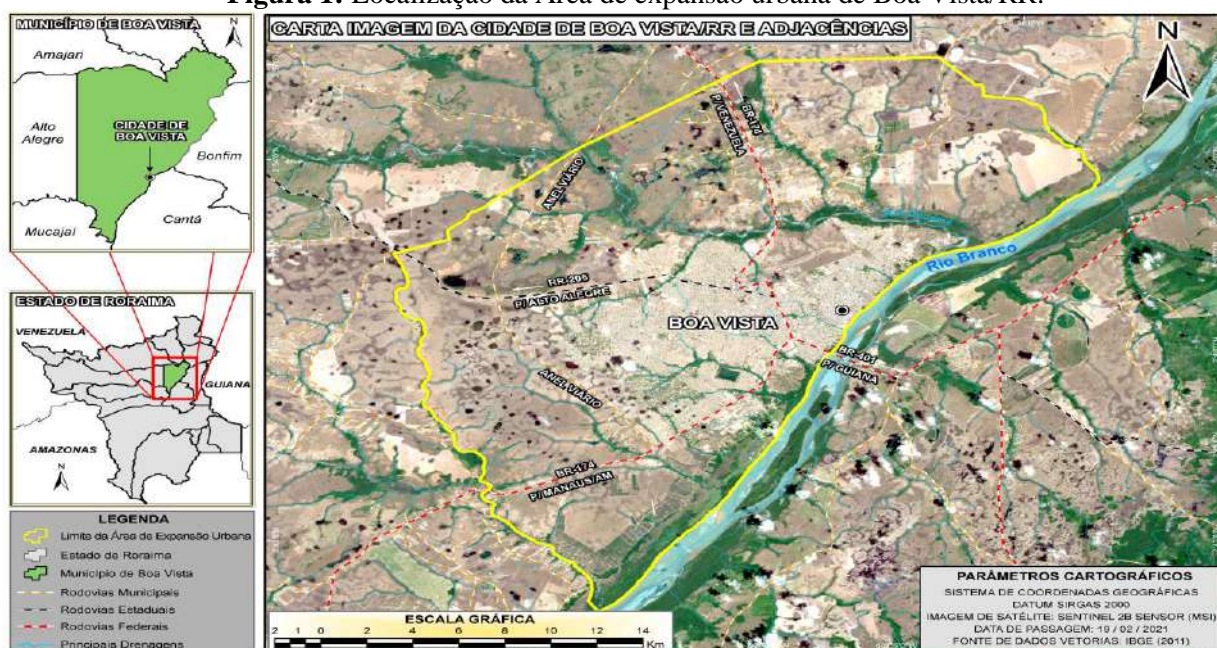 Figura 1: Localização da Área de expansão urbana de Boa Vista/RR.
MUNICÍPIO DE BOA VISTA
N
Amajari
Alto
Alegre
CIDADE DE
BOA VISTA
Bonfim
Cantá
Mucajaí
ESTADO DE RORAIMA
VENEZUELA
GUIANA
AMAZONAS
N
LEGENDA
Limite da Área de Expansão Urbana
Estado de Roraima
Município de Boa Vista
Rodovias Municipais
Rodovias Estaduais
Rodovias Federais
Principais Drenagens
CARTA IMAGEM DA CIDADE DE BOA VISTA/RR E ADJACÊNCIAS
N
BR-174
P/ VENEZUELA
ANEL VIÁRIO
Rio Branco
RR-205
P/ ALTO ALEGRE
BOA VISTA
BR-401
P/ GUIANA
ANEL VIÁRIO
BR-174
P/ MANAUS/AM
ESCALA GRÁFICA
2 1 0 2 4 6 8 10 12 14
Km
PARÂMETROS CARTOGRÁFICOS
SISTEMA DE COORDENADAS GEOGRÁFICAS
DATUM SIRGAS 2000
IMAGEM DE SATÉLITE: SENTINEL 2B SENSOR (MSI)
DATA DE PASSAGEM: 19 / 02 / 2021
FONTE DE DADOS VETORIAS: IBGE (2011)